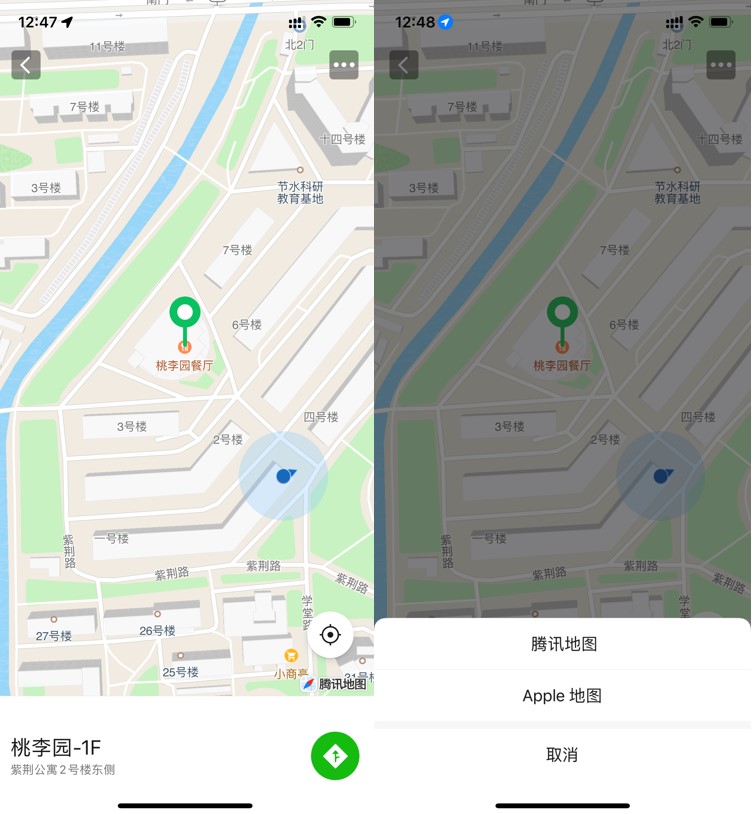 南门
12:47
11号楼
北2门
7号楼
十四号楼
3号楼
节水科研
教育基地
7号楼
6号楼
桃李园餐厅
四号楼
3号楼
2号楼
一号楼
紫荆路
紫荆路
紫荆路
紫荆路
学堂路
27号楼
26号楼
25号楼
小商亭
31号
腾讯地图
桃李园-1F
紫荆公寓2号楼东侧
南门
12:48
11号楼
北2门
7号楼
十四号楼
3号楼
节水科研
教育基地
7号楼
6号楼
桃李园餐厅
四号楼
3号楼
2号楼
一号楼
紫荆路
紫荆路
紫荆路
紫荆路
学堂
腾讯地图
Apple 地图
取消